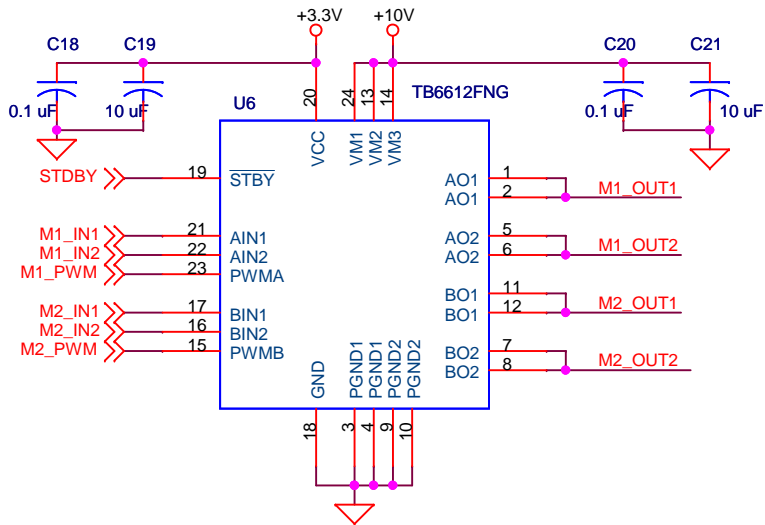 +3.3V
+10V
C18
C19
C20
C21
0.1 uF
10 uF
0.1 uF
10 uF
U6
TB6612FNG
20
24
13
14
VCC
VM1
VM2
VM3
STDBY
19
STBY
M1_IN1
21
AIN1
M1_IN2
22
AIN2
M1_PWM
23
PWMA
M2_IN1
17
BIN1
M2_IN2
16
BIN2
M2_PWM
15
PWMB
AO1
1
AO1
2
M1_OUT1
AO2
5
AO2
6
M1_OUT2
BO1
11
BO1
12
M2_OUT1
BO2
7
BO2
8
M2_OUT2
GND
PGND1
PGND1
PGND2
PGND2
18
3
4
9
10